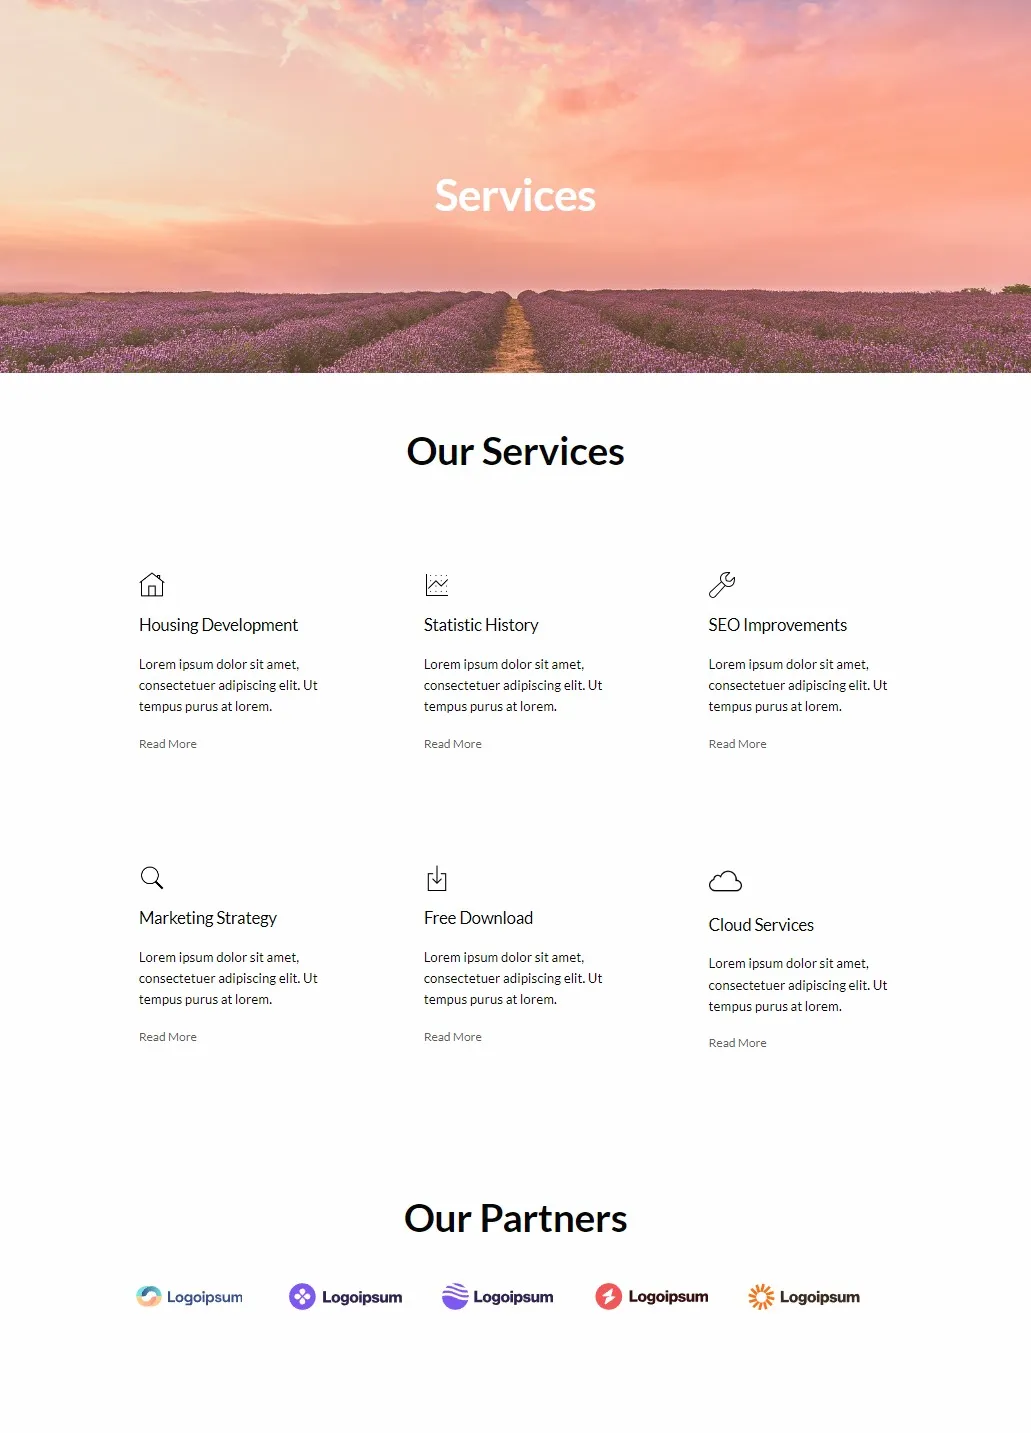 Services
Our Services
Housing Development
Lorem ipsum dolor sit amet,
consectetuer adipiscing elit. Ut
tempus purus at lorem.
Read More
Statistic History
Lorem ipsum dolor sit amet,
consectetuer adipiscing elit. Ut
tempus purus at lorem.
Read More
SEO Improvements
Lorem ipsum dolor sit amet,
consectetuer adipiscing elit. Ut
tempus purus at lorem.
Read More
Marketing Strategy
Lorem ipsum dolor sit amet,
consectetuer adipiscing elit. Ut
tempus purus at lorem.
Read More
Free Download
Lorem ipsum dolor sit amet,
consectetuer adipiscing elit. Ut
tempus purus at lorem.
Read More
Cloud Services
Lorem ipsum dolor sit amet,
consectetuer adipiscing elit. Ut
tempus purus at lorem.
Read More
Our Partners
Logoipsum
Logoipsum
Logoipsum
Logoipsum
Logoipsum